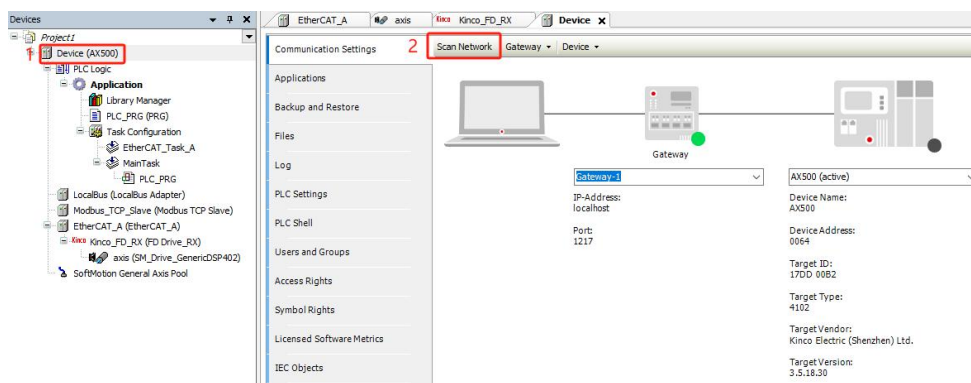 Devices
Project1
1
Device (AX500)
PLC Logic
Application
Library Manager
PLC_PRG (PRG)
Task Configuration
EtherCAT_Task_A
MainTask
PLC_PRG
LocalBus (LocalBus Adapter)
Modbus_TCP_Slave (Modbus TCP Slave)
EtherCAT_A (EtherCAT_A)
Kinco Kinco_FD_RX (FD Drive_RX)
axis (SM_Drive_GenericDSP402)
SoftMotion General Axis Pool
EtherCAT_A
axis
Kinco Kinco_FD_RX
Device
Communication Settings
Applications
Backup and Restore
Files
Log
PLC Settings
PLC Shell
Users and Groups
Access Rights
Symbol Rights
Licensed Software Metrics
IEC Objects
2
Scan Network Gateway Device
Gateway
Gateway-1
IP-Address:
localhost
Port:
1217
AX500 (active)
Device Name:
AX500
Device Address:
0064
Target ID:
17DD 00B2
Target Type:
4102
Target Vendor:
Kinco Electric (Shenzhen) Ltd.
Target Version:
3.5.18.30